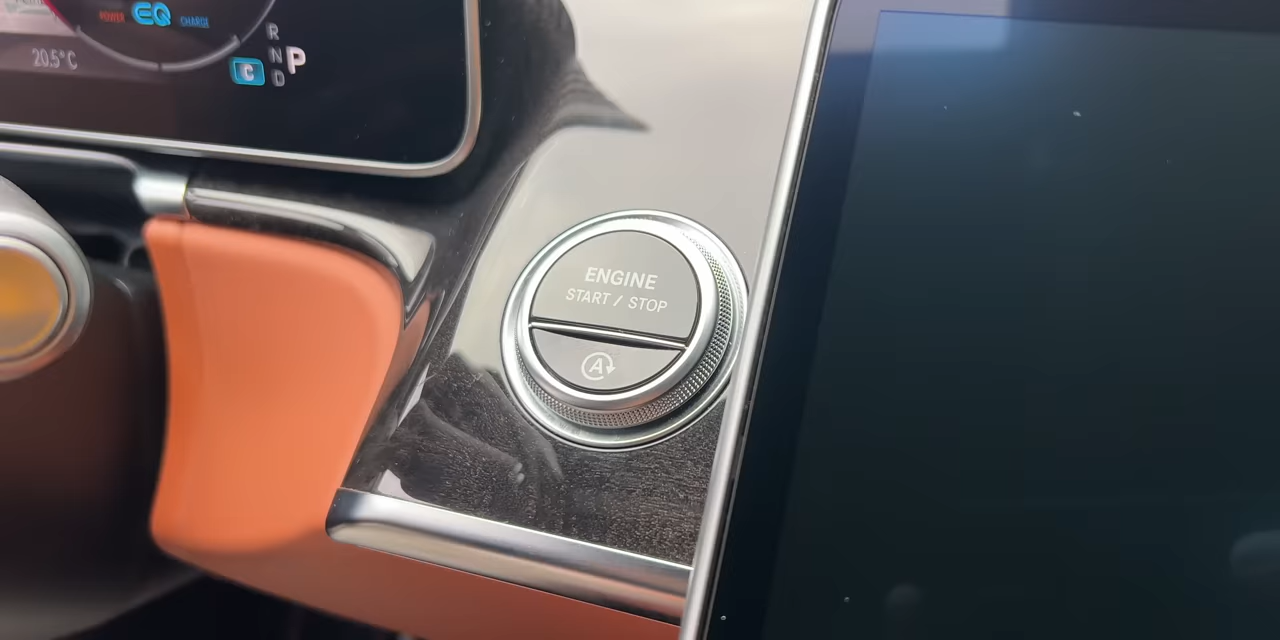 POWER EQ CHARGE
20.5°C
R
N P
C D
ENGINE
START / STOP
A